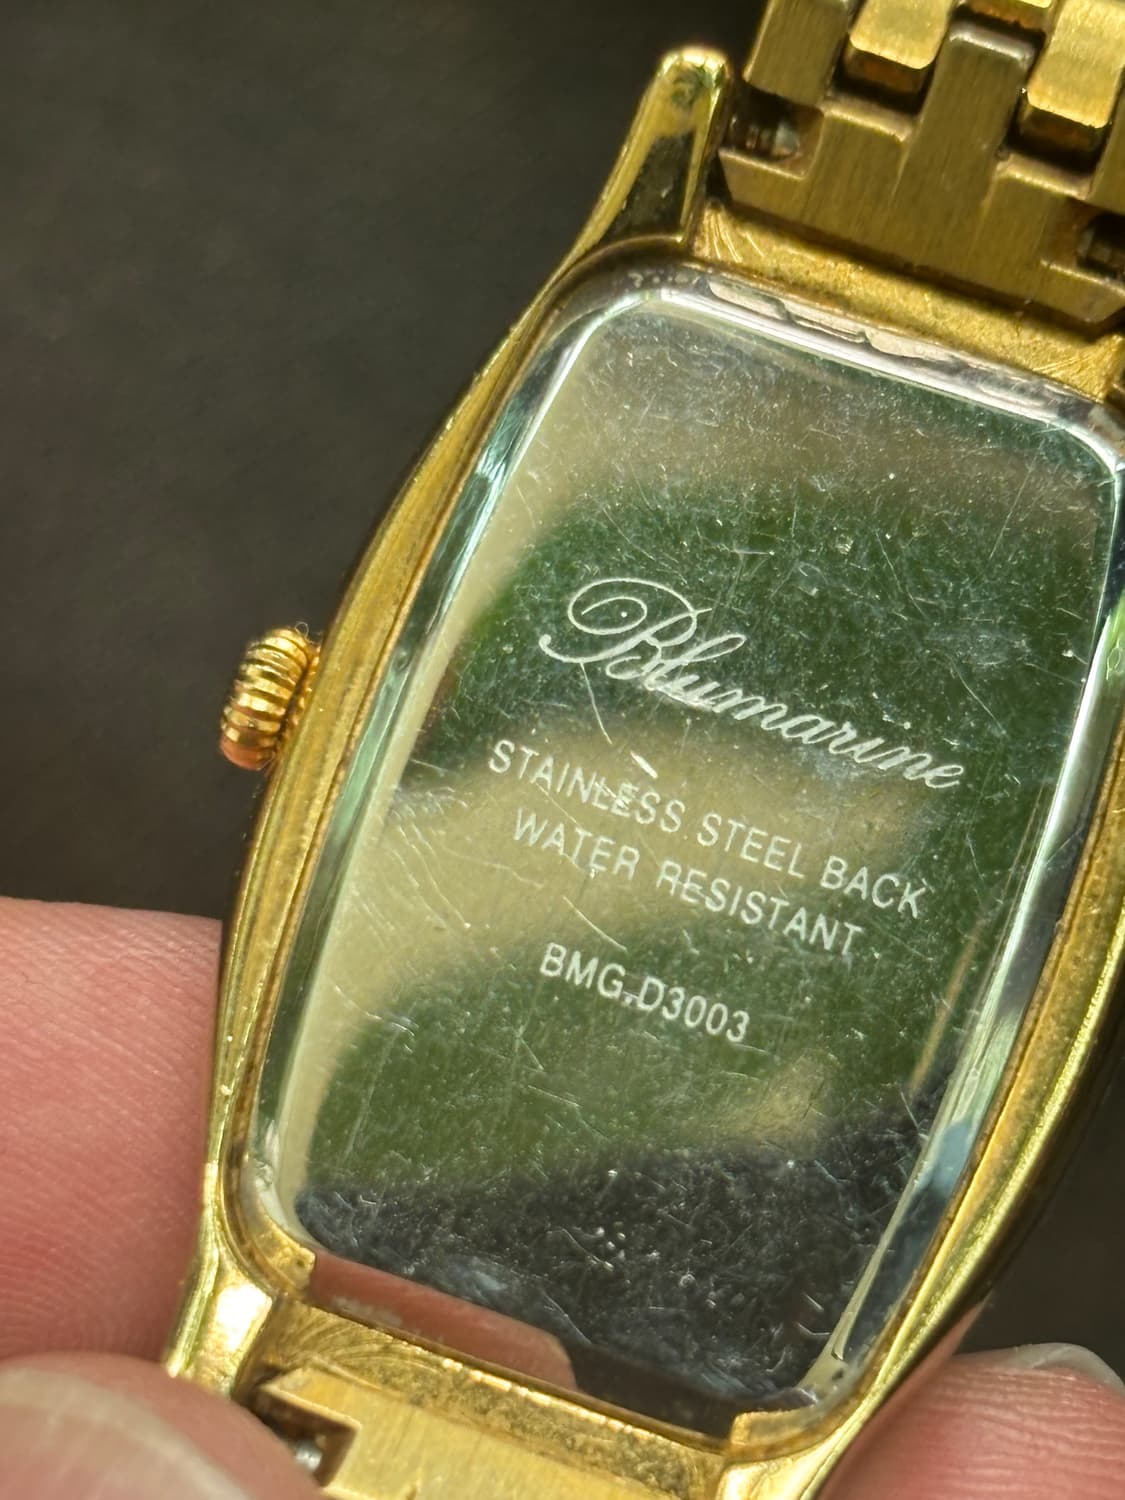 Blumarine
STAINLESS STEEL BACK
WATER RESISTANT
BMG.D3003